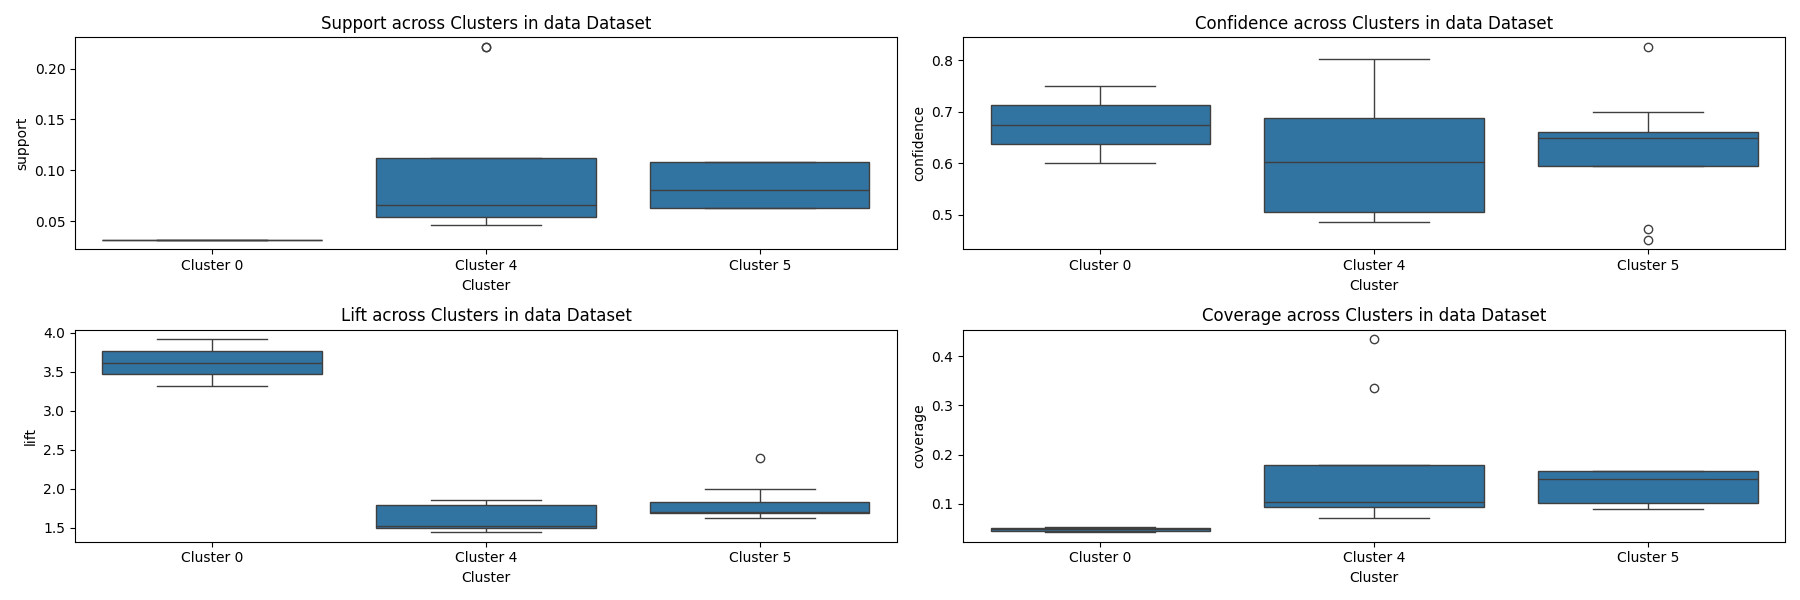 Support across Clusters in data Dataset
support
0.20
0.15
0.10
0.05
Cluster 0 Cluster 4 Cluster 5
Cluster
Confidence across Clusters in data Dataset
confidence
0.8
0.7
0.6
0.5
Cluster 0 Cluster 4 Cluster 5
Cluster
Lift across Clusters in data Dataset
lift
4.0
3.5
3.0
2.5
2.0
1.5
Cluster 0 Cluster 4 Cluster 5
Cluster
Coverage across Clusters in data Dataset
coverage
0.4
0.3
0.2
0.1
Cluster 0 Cluster 4 Cluster 5
Cluster